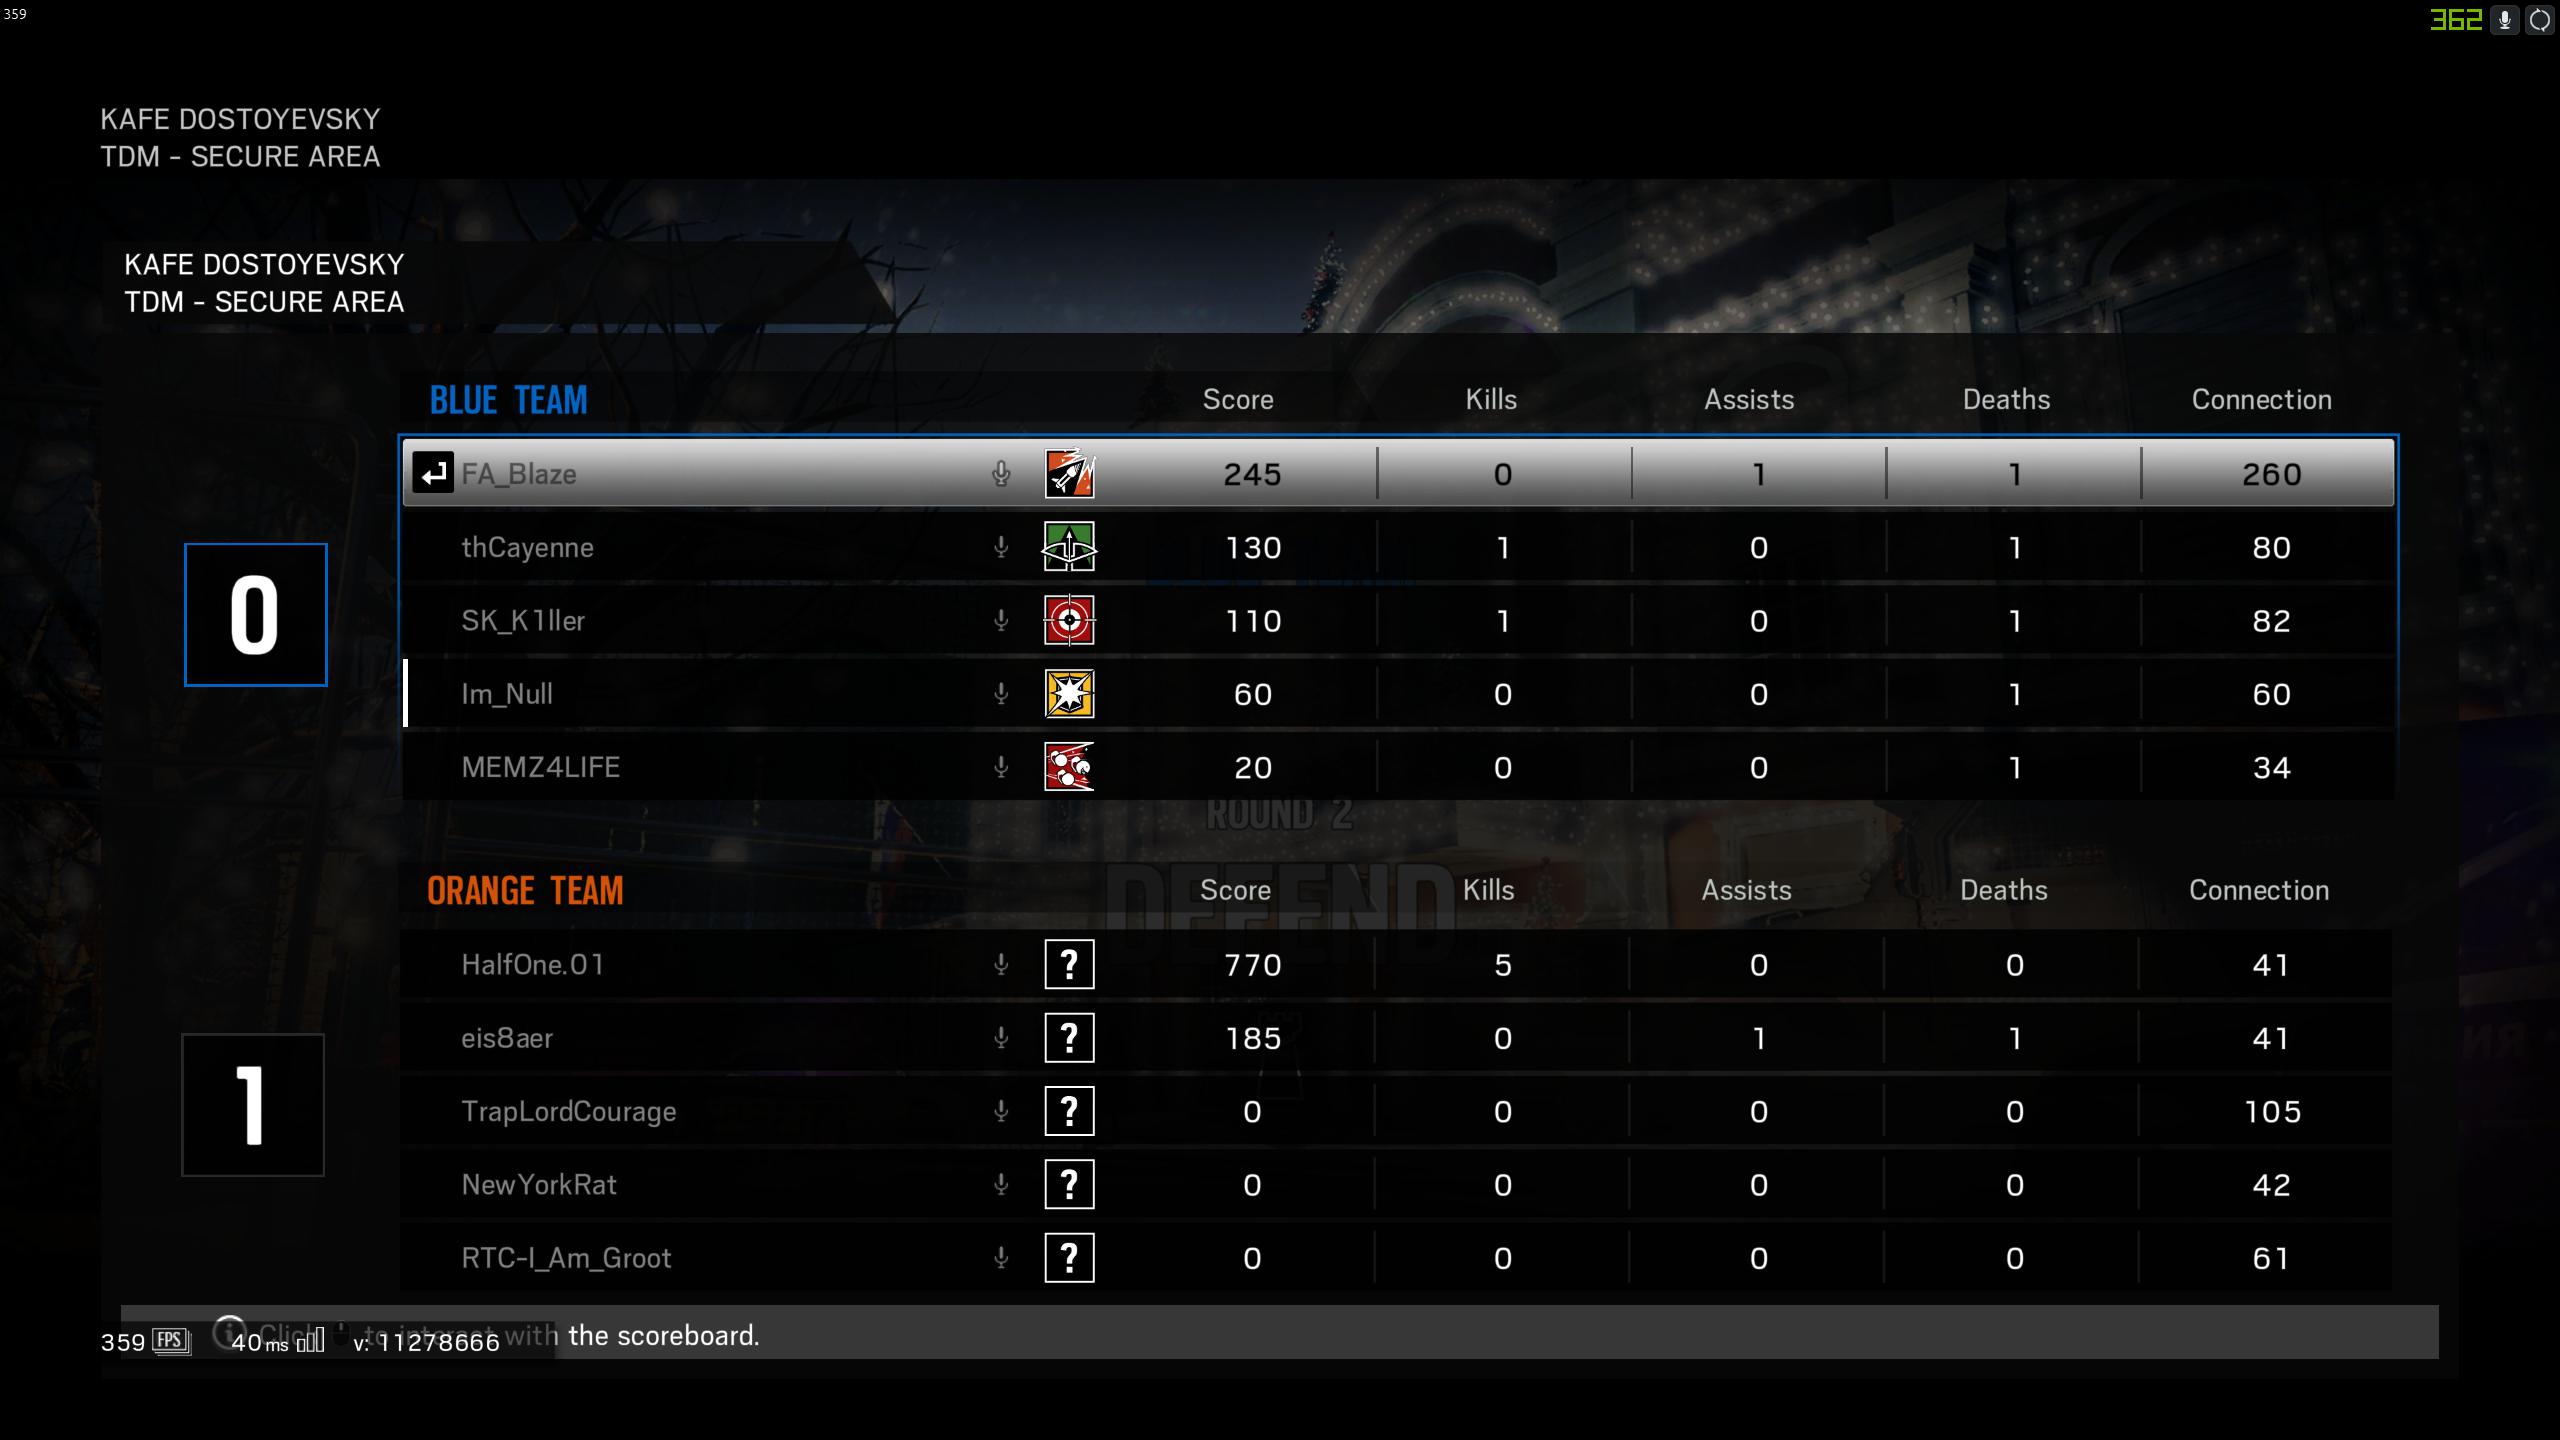 359
362
KAFE DOSTOYEVSKY
TDM - SECURE AREA
KAFE DOSTOYEVSKY
TDM - SECURE AREA
BLUE TEAM Score Kills Assists Deaths Connection
FA_Blaze 245 0 1 1 260
thCayenne 130 1 0 1 80
SK_K1ller 110 1 0 1 82
Im_Null 60 0 0 1 60
MEMZ4LIFE 20 0 0 1 34
0
ROUND 2
DEFEND
ORANGE TEAM Score Kills Assists Deaths Connection
HalfOne.01 ? 770 5 0 0 41
eis8aer ? 185 0 1 1 41
TrapLordCourage ? 0 0 0 0 105
NewYorkRat ? 0 0 0 0 42
RTC-I_Am_Groot ? 0 0 0 0 61
1
Click to interact with the scoreboard.
359 FPS 40 ms v: 11278666